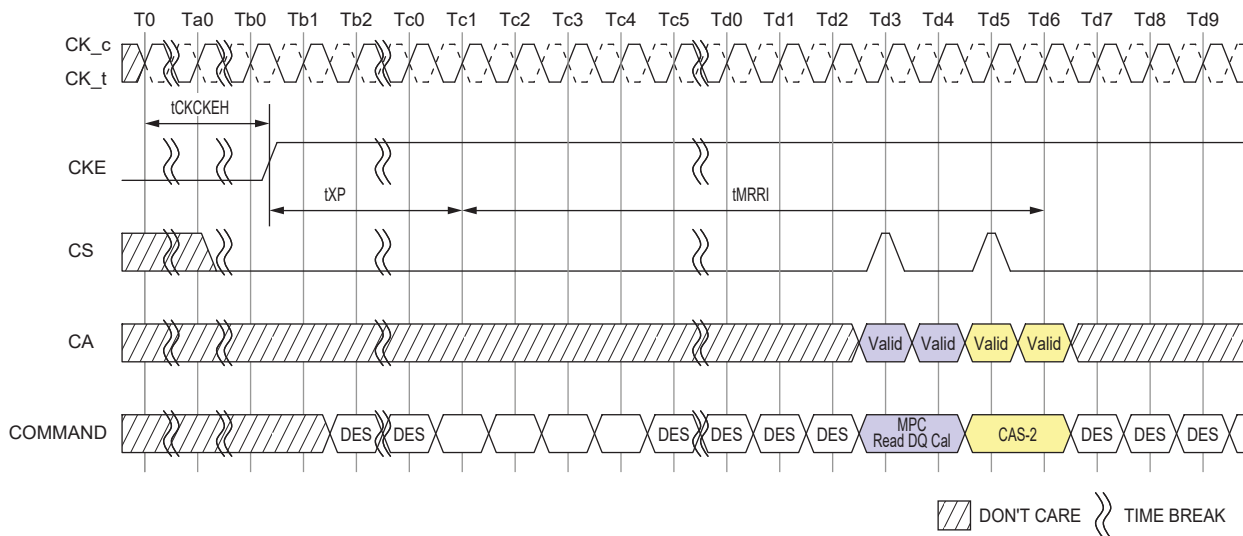 T0 Ta0 Tb0 Tb1 Tb2 Tc0 Tc1 Tc2 Tc3 Tc4 Tc5 Td0 Td1 Td2 Td3 Td4 Td5 Td6 Td7 Td8 Td9
CK_c
CK_t
tCKCKEH
CKE
tXP tMRRI
CS
CA Valid Valid Valid Valid
COMMAND DES DES DES DES DES DES MPC Read DQ Cal CAS-2 DES DES DES
DON'T CARE TIME BREAK